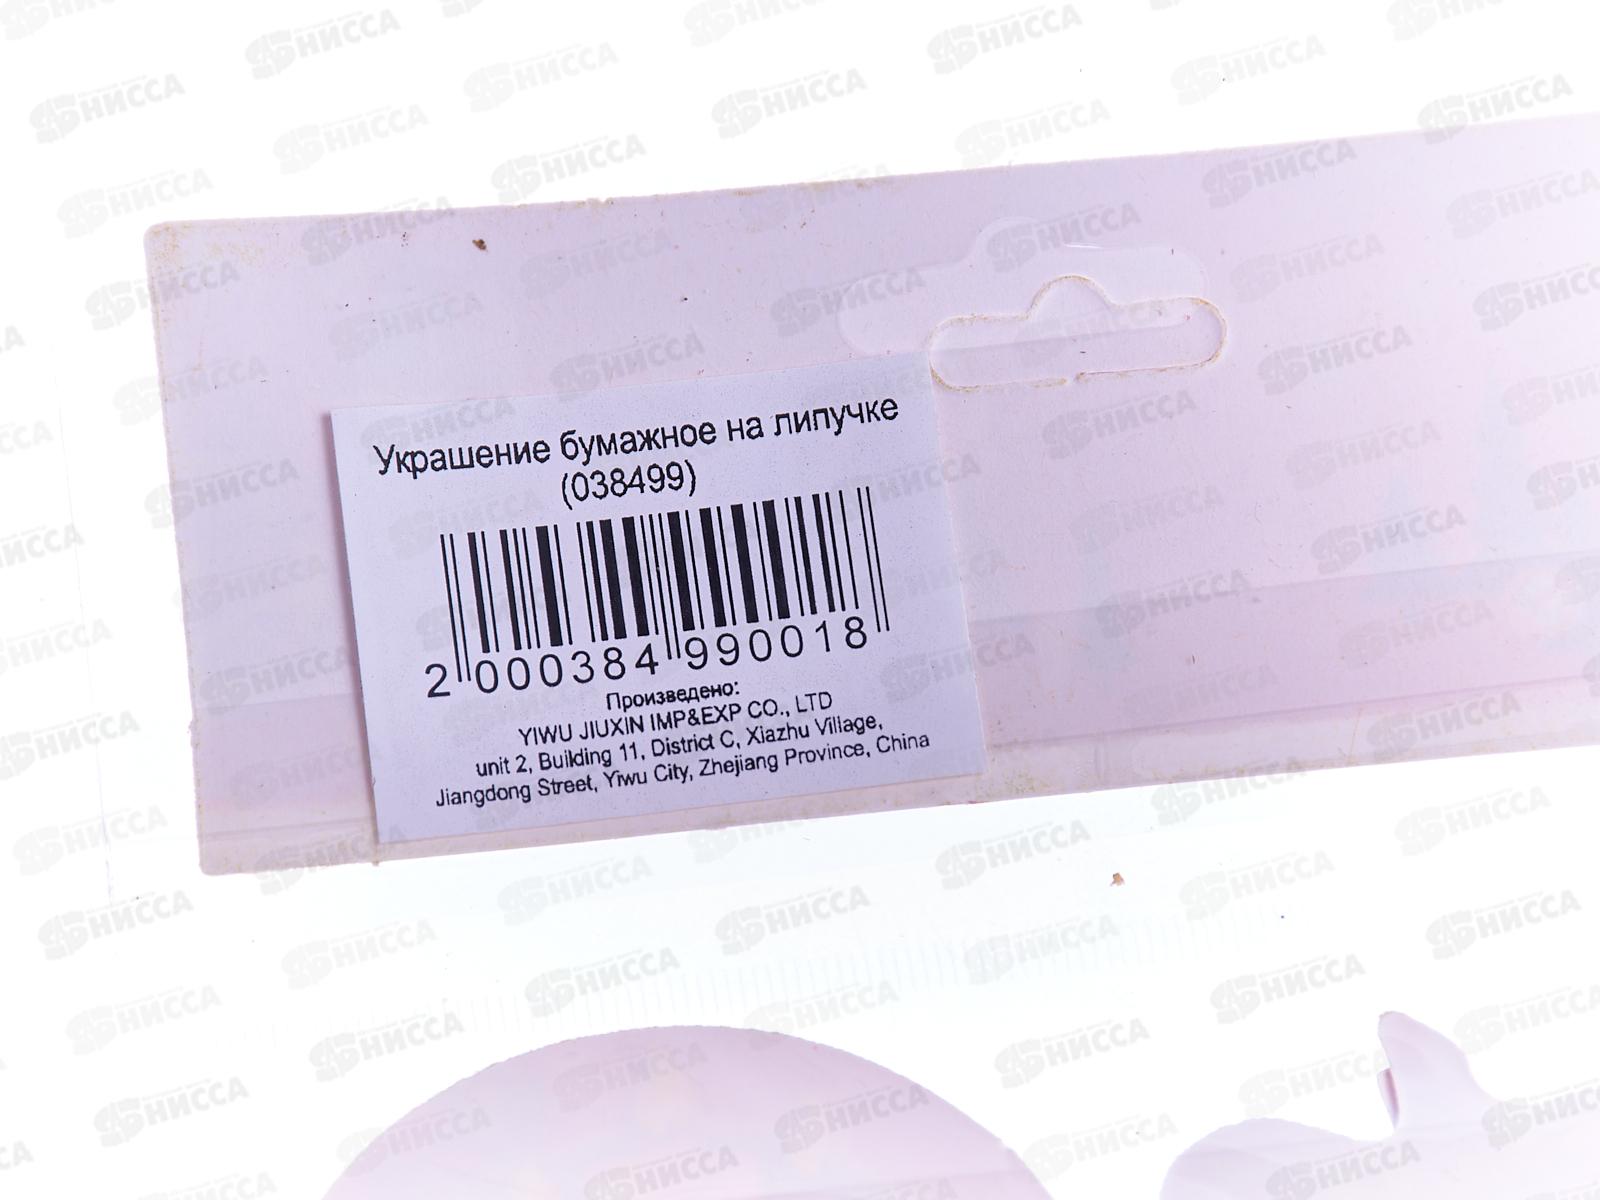 Украшение бумажное на липучке
(038499)
2 000384 990018
Произведено:
YIWU JIUXIN IMP&EXP CO., LTD
unit 2, Building 11, District C, Xiazhu Village,
Jiangdong Street, Yiwu City, Zhejiang Province, China
НИССА